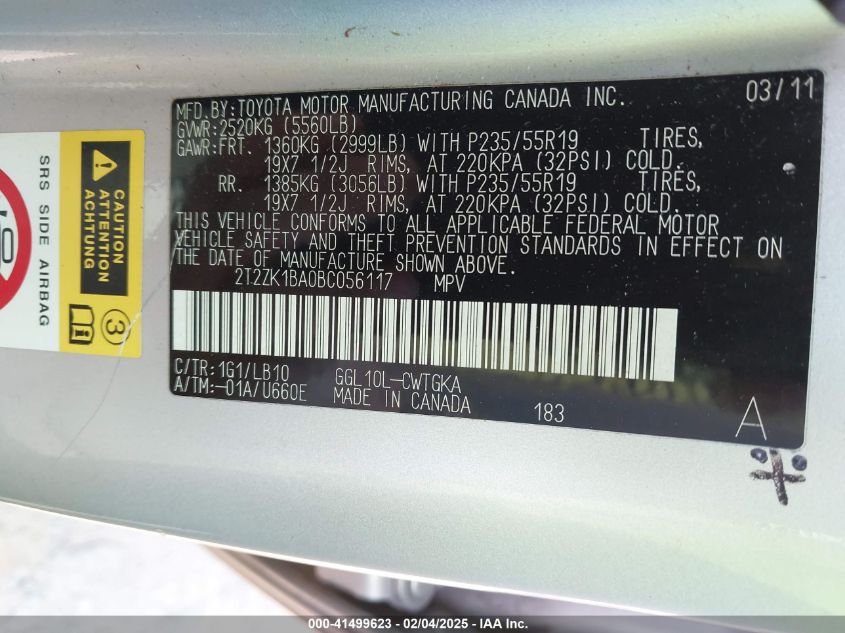 MFD.BY:TOYOTA MOTOR MANUFACTURING CANADA INC. 03/11
GVWR:2520KG (5560LB)
GAWR:FRT. 1360KG (2999LB) WITH P235/55R19 TIRES,
19X7 1/2J RIMS, AT 220KPA (32PSI) COLD.
RR. 1385KG (3056LB) WITH P235/55R19 TIRES,
19X7 1/2J RIMS, AT 220KPA (32PSI) COLD.
THIS VEHICLE CONFORMS TO ALL APPLICABLE FEDERAL MOTOR
VEHICLE SAFETY AND THEFT PREVENTION STANDARDS IN EFFECT ON
THE DATE OF MANUFACTURE SHOWN ABOVE.
2T2ZK1BA0BC056117 MPV
C/TR:1G1/LB10 GGL10L-CWTGKA
A/TM:-01A/U660E MADE IN CANADA 183 A
SRS SIDE AIRBAG
CAUTION
ATTENTION
ACHTUNG
3
000-41499623 - 02/04/2025 - IAA Inc.